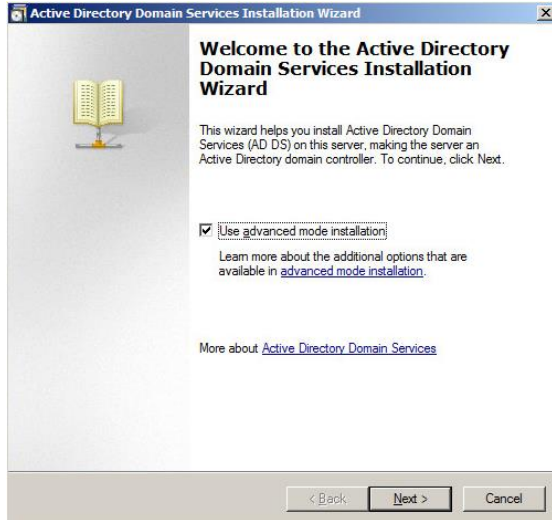 Active Directory Domain Services Installation Wizard
Welcome to the Active Directory
Domain Services Installation
Wizard
This wizard helps you install Active Directory Domain
Services (AD DS) on this server, making the server an
Active Directory domain controller. To continue, click Next.
Use advanced mode installation
Learn more about the additional options that are
available in advanced mode installation.
More about Active Directory Domain Services
< Back Next > Cancel